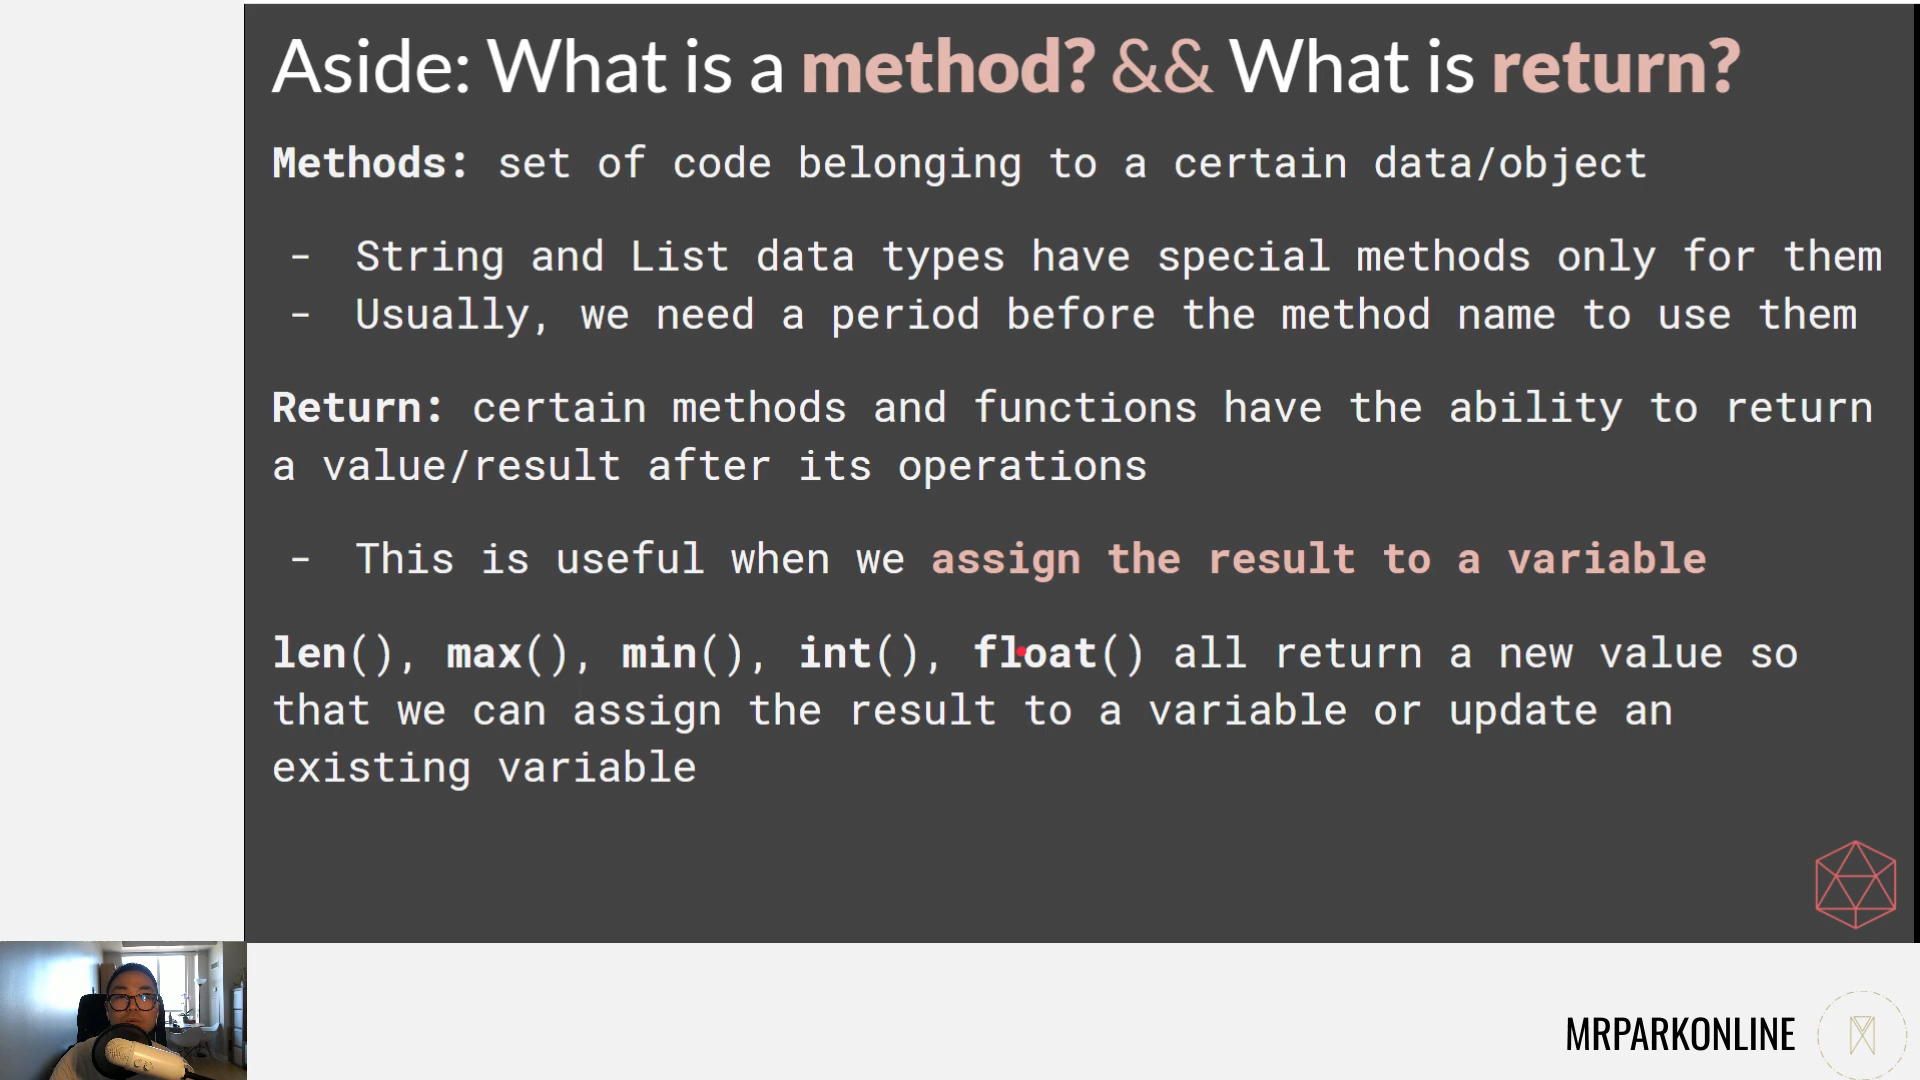 Aside: What is a method? && What is return?
Methods: set of code belonging to a certain data/object
- String and List data types have special methods only for them
- Usually, we need a period before the method name to use them
Return: certain methods and functions have the ability to return
a value/result after its operations
- This is useful when we assign the result to a variable
len(), max(), min(), int(), float() all return a new value so
that we can assign the result to a variable or update an
existing variable
MRPARKONLINE